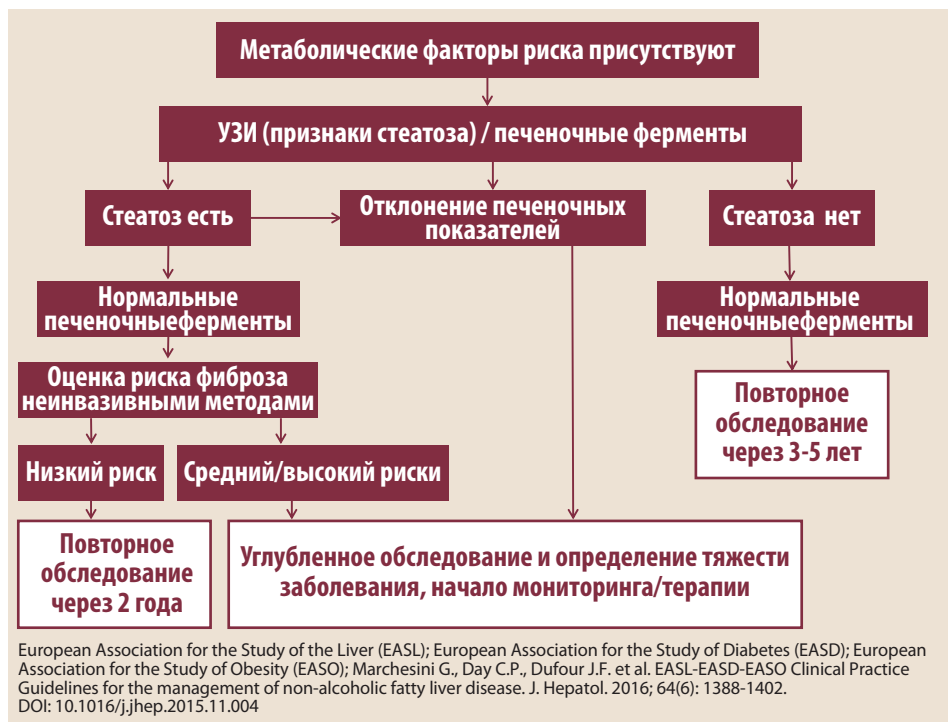 Метаболические факторы риска присутствуют
УЗИ (признаки стеатоза) / печеночные ферменты
Стеатоз есть
Отклонение печеночных
показателей
Стеатоза нет
Нормальные
печеночныеферменты
Нормальные
печеночныеферменты
Оценка риска фиброза
неинвазивными методами
Повторное
обследование
через 3-5 лет
Низкий риск
Средний/высокий риски
Повторное
обследование
через 2 года
Углубленное обследование и определение тяжести
заболевания, начало мониторинга/терапии
European Association for the Study of the Liver (EASL); European Association for the Study of Diabetes (EASD); European
Association for the Study of Obesity (EASO); Marchesini G., Day C.P., Dufour J.F. et al. EASL-EASD-EASO Clinical Practice
Guidelines for the management of non-alcoholic fatty liver disease. J. Hepatol. 2016; 64(6): 1388-1402.
DOI: 10.1016/j.jhep.2015.11.004